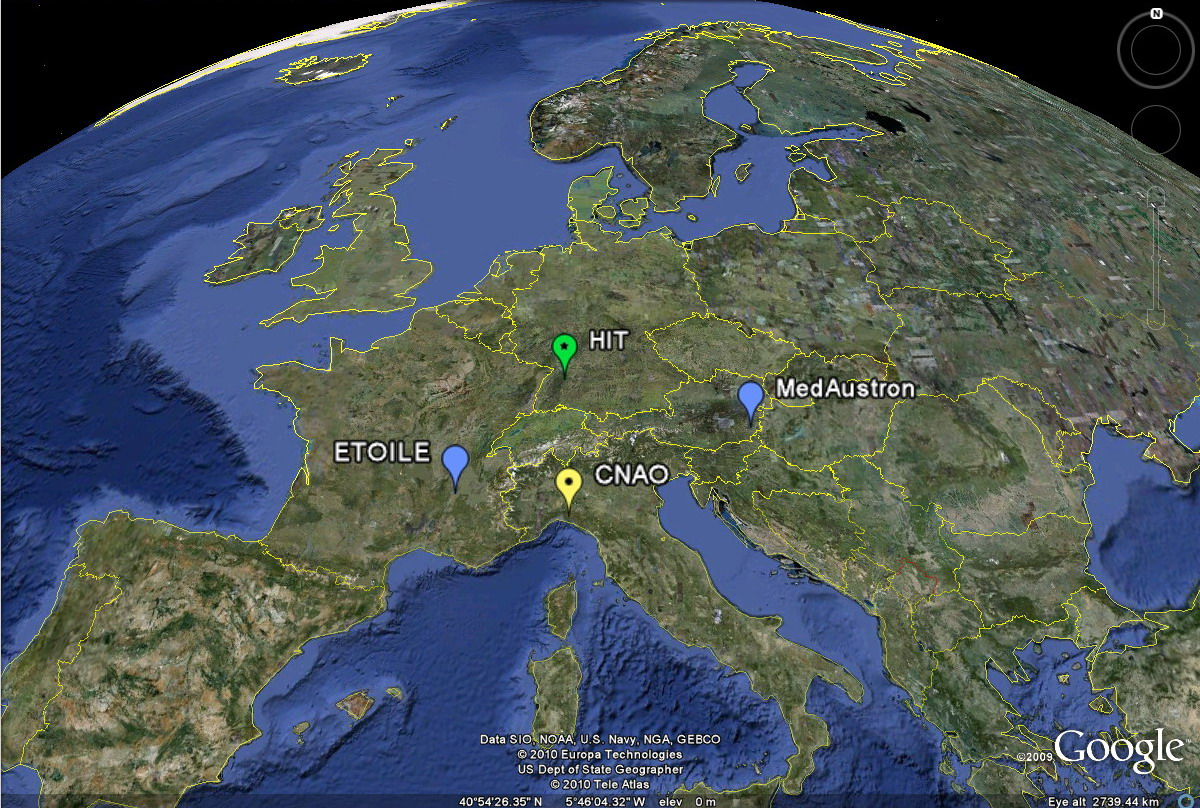 N
HIT
MedAustron
ETOILE
CNAO
Data SIO, NOAA, U.S. Navy, NGA, GEBCO
© 2010 Europa Technologies
US Dept of State Geographer
© 2010 Tele Atlas
©2009 Google™
40°54'26.35" N 5°46'04.32" W elev 0 m
Eye alt 2739.44 km